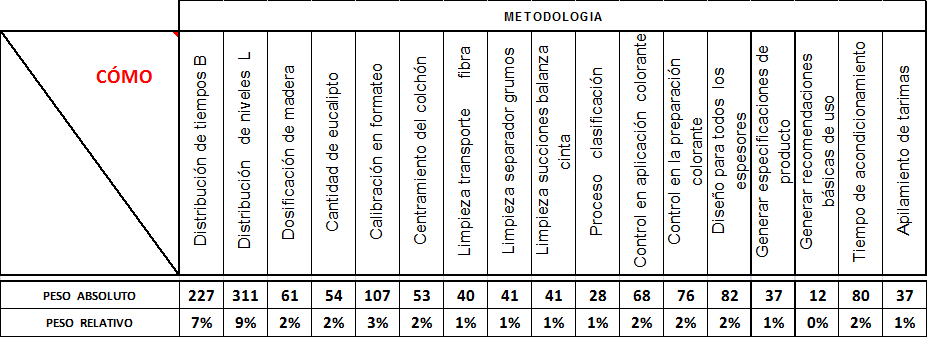 METODOLOGIA
CÓMO
Distribución de tiempos B
Distribución de niveles L
Dosificación de madera
Cantidad de eucalipto
Calibración en formateo
Centramiento del colchón
Limpieza transporte fibra
Limpieza separador grumos
Limpieza succiones balanza
cinta
Proceso clasificación
Control en aplicación colorante
Control en la preparación
colorante
Diseño para todos los
espesores
Generar especificaciones de
producto
Generar recomendaciones
básicas de uso
Tiempo de acondicionamiento
Apilamiento de tarimas
PESO ABSOLUTO 227 311 61 54 107 53 40 41 41 28 68 76 82 37 12 80 37
PESO RELATIVO 7% 9% 2% 2% 3% 2% 1% 1% 1% 1% 2% 2% 2% 1% 0% 2% 1%